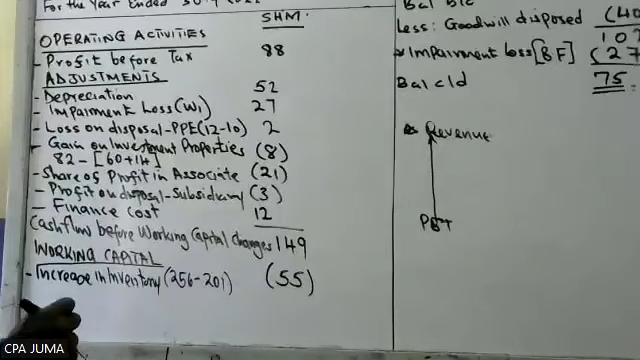 For the Year Ended 30.9.2022
SHM.
OPERATING ACTIVITIES
- Profit before Tax 88
ADJUSTMENTS
- Depreciation 52
- Impairment Loss (W1) 27
- Loss on disposal-PPE (12-10) 2
- Gain on Investment Properties (8)
82 - [60+14]
- Share of Profit in Associate (21)
- Profit on disposal-Subsidiary (3)
- Finance cost 12
Cashflow before Working Capital changes 149
WORKING CAPITAL
- Increase in Inventory (256-201) (55)
Bal b/d
Less: Goodwill disposed (40
107
Impairment loss [BF] (27
Bal c/d 75
Revenue
PBT
CPA JUMA